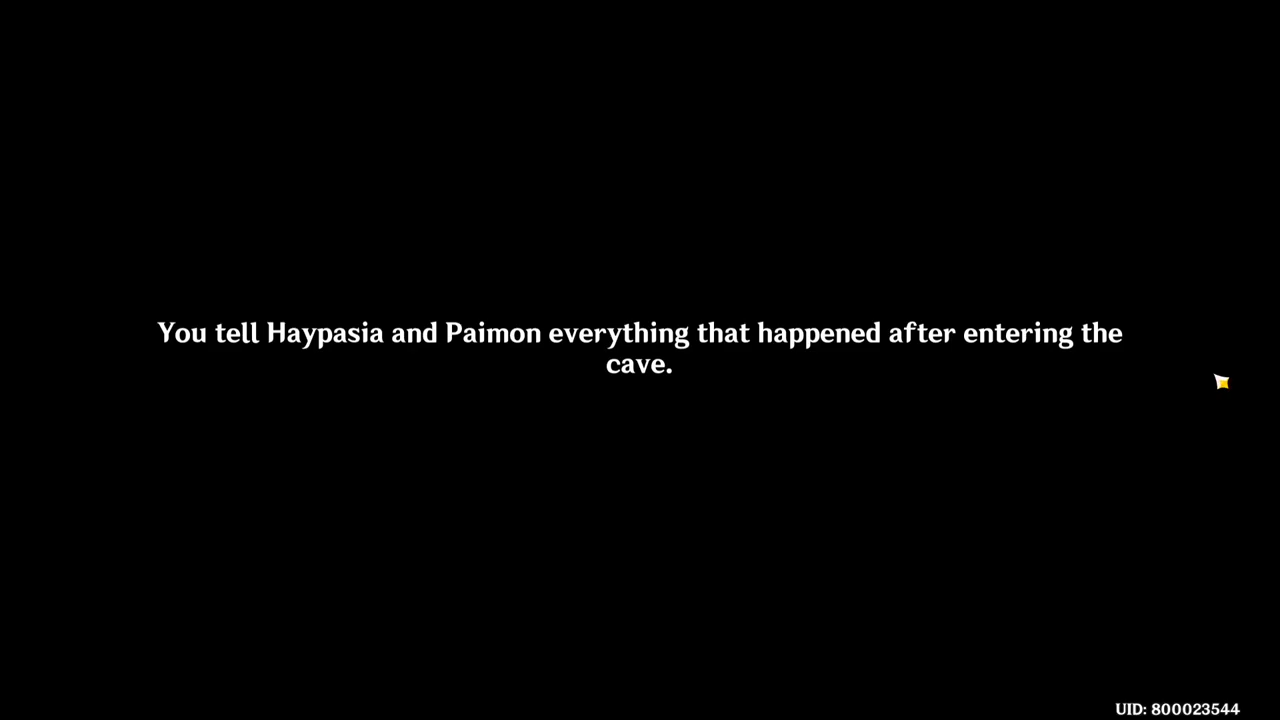 You tell Haypasia and Paimon everything that happened after entering the
cave.
UID: 800023544